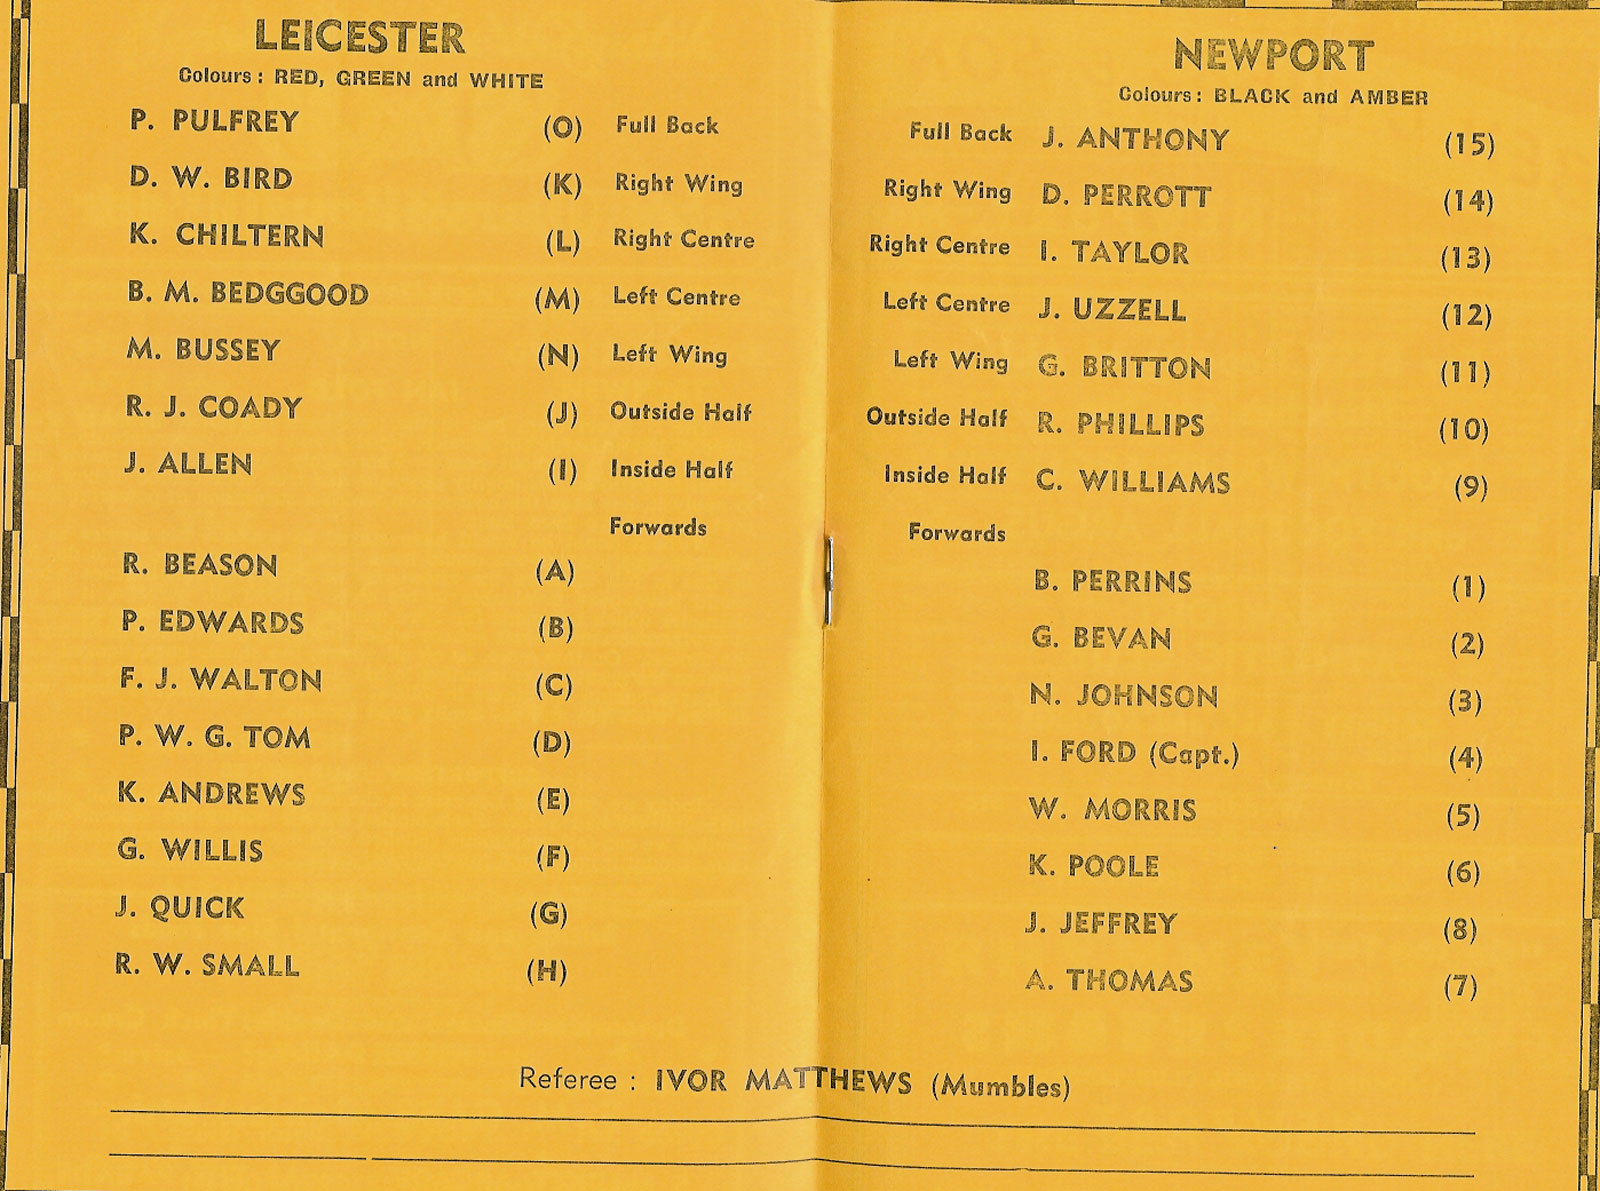 LEICESTER
Colours: RED, GREEN and WHITE
P. PULFREY (O) Full Back
D. W. BIRD (K) Right Wing
K. CHILTERN (L) Right Centre
B. M. BEDGGOOD (M) Left Centre
M. BUSSEY (N) Left Wing
R. J. COADY (J) Outside Half
J. ALLEN (I) Inside Half
Forwards
R. BEASON (A)
P. EDWARDS (B)
F. J. WALTON (C)
P. W. G. TOM (D)
K. ANDREWS (E)
G. WILLIS (F)
J. QUICK (G)
R. W. SMALL (H)
NEWPORT
Colours: BLACK and AMBER
Full Back J. ANTHONY (15)
Right Wing D. PERROTT (14)
Right Centre I. TAYLOR (13)
Left Centre J. UZZELL (12)
Left Wing G. BRITTON (11)
Outside Half R. PHILLIPS (10)
Inside Half C. WILLIAMS (9)
Forwards
B. PERRINS (1)
G. BEVAN (2)
N. JOHNSON (3)
I. FORD (Capt.) (4)
W. MORRIS (5)
K. POOLE (6)
J. JEFFREY (8)
A. THOMAS (7)
Referee : IVOR MATTHEWS (Mumbles)